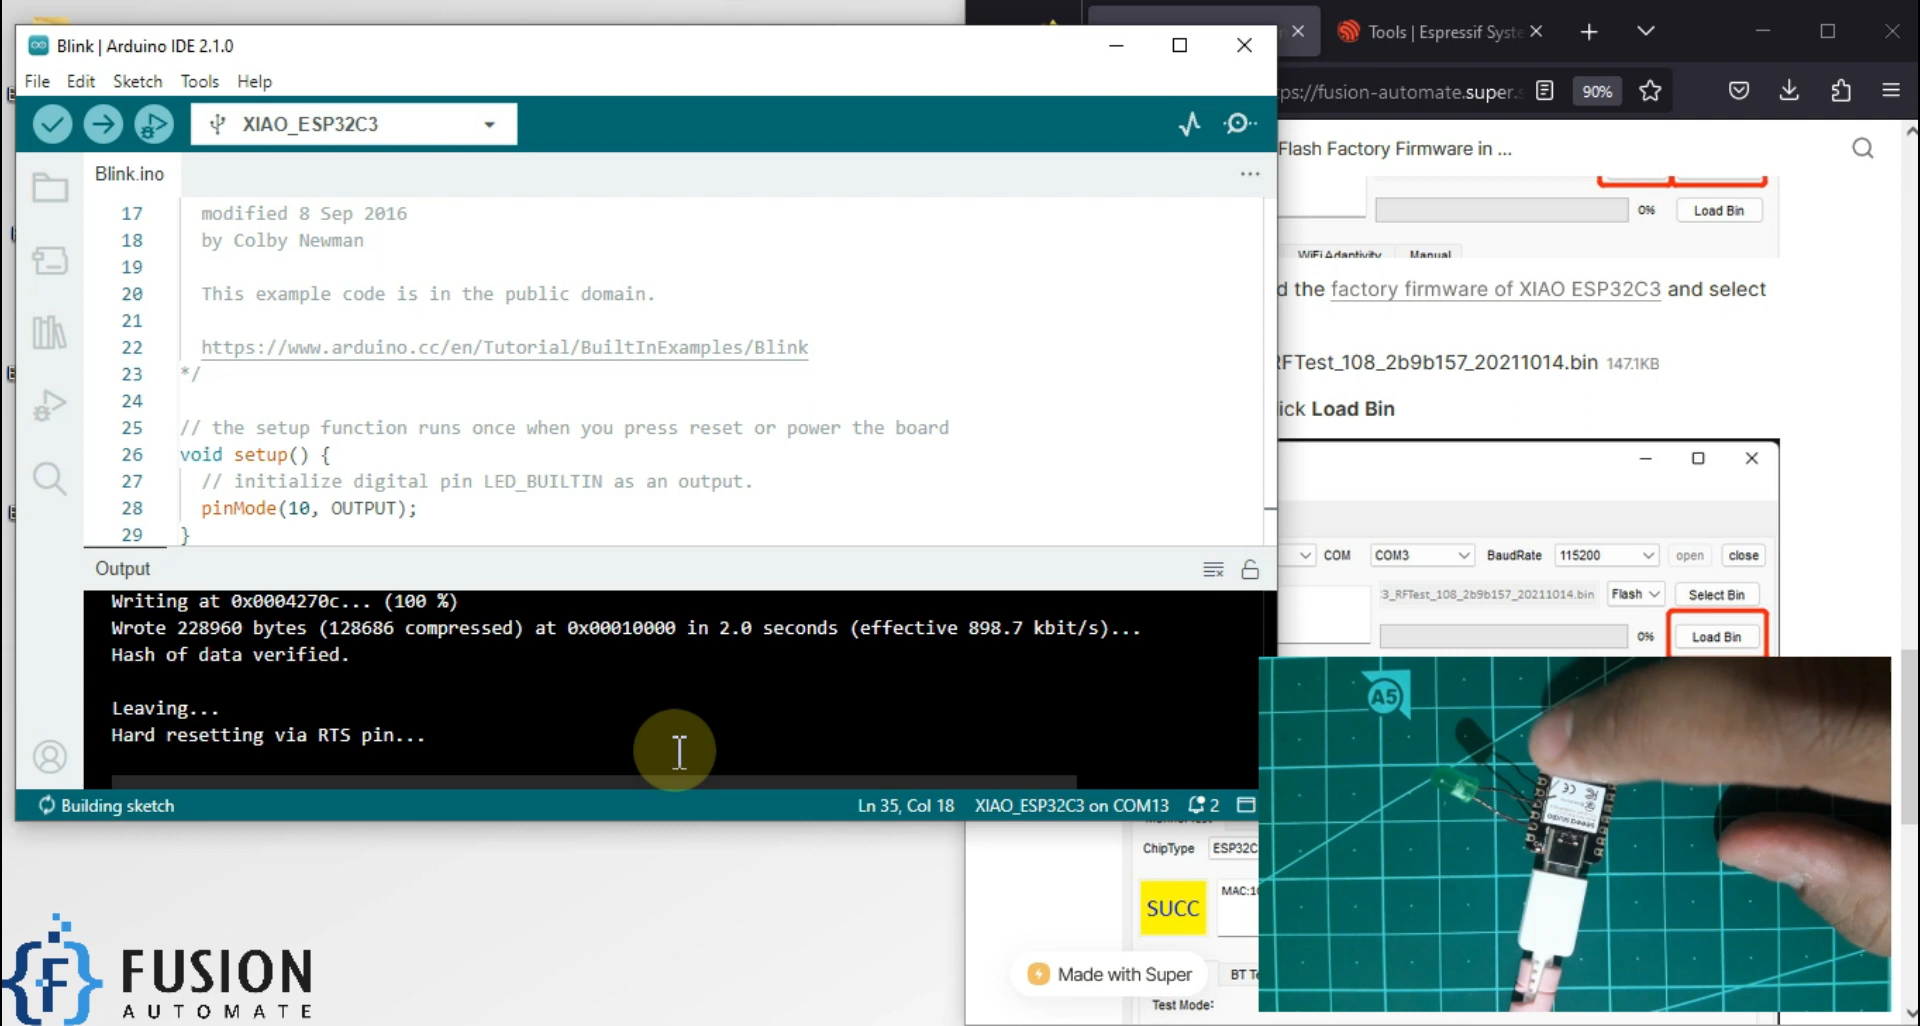 Blink | Arduino IDE 2.1.0
File Edit Sketch Tools Help
XIAO_ESP32C3
Blink.ino
17 modified 8 Sep 2016
18 by Colby Newman
19
20 This example code is in the public domain.
21
22 https://www.arduino.cc/en/Tutorial/BuiltInExamples/Blink
23 */
24
25 // the setup function runs once when you press reset or power the board
26 void setup() {
27 // initialize digital pin LED_BUILTIN as an output.
28 pinMode(10, OUTPUT);
29 }
Output
Writing at 0x0004270c... (100 %)
Wrote 228960 bytes (128686 compressed) at 0x00010000 in 2.0 seconds (effective 898.7 kbit/s)...
Hash of data verified.
Leaving...
Hard resetting via RTS pin...
Building sketch
Ln 35, Col 18 XIAO_ESP32C3 on COM13 2
Tools | Espressif Syste
ps://fusion-automate.super.s 90%
Flash Factory Firmware in ...
0% Load Bin
WiFi Adaptivity Manual
d the factory firmware of XIAO ESP32C3 and select
RFTest_108_2b9b157_20211014.bin 147.1KB
ick Load Bin
COM COM3 BaudRate 115200 open close
3_RFTest_108_2b9b157_20211014.bin Flash Select Bin
0% Load Bin
ChipType ESP32C
SUCC MAC:10
Made with Super
BT Te
Test Mode:
A5
seeed studio
FUSION
AUTOMATE